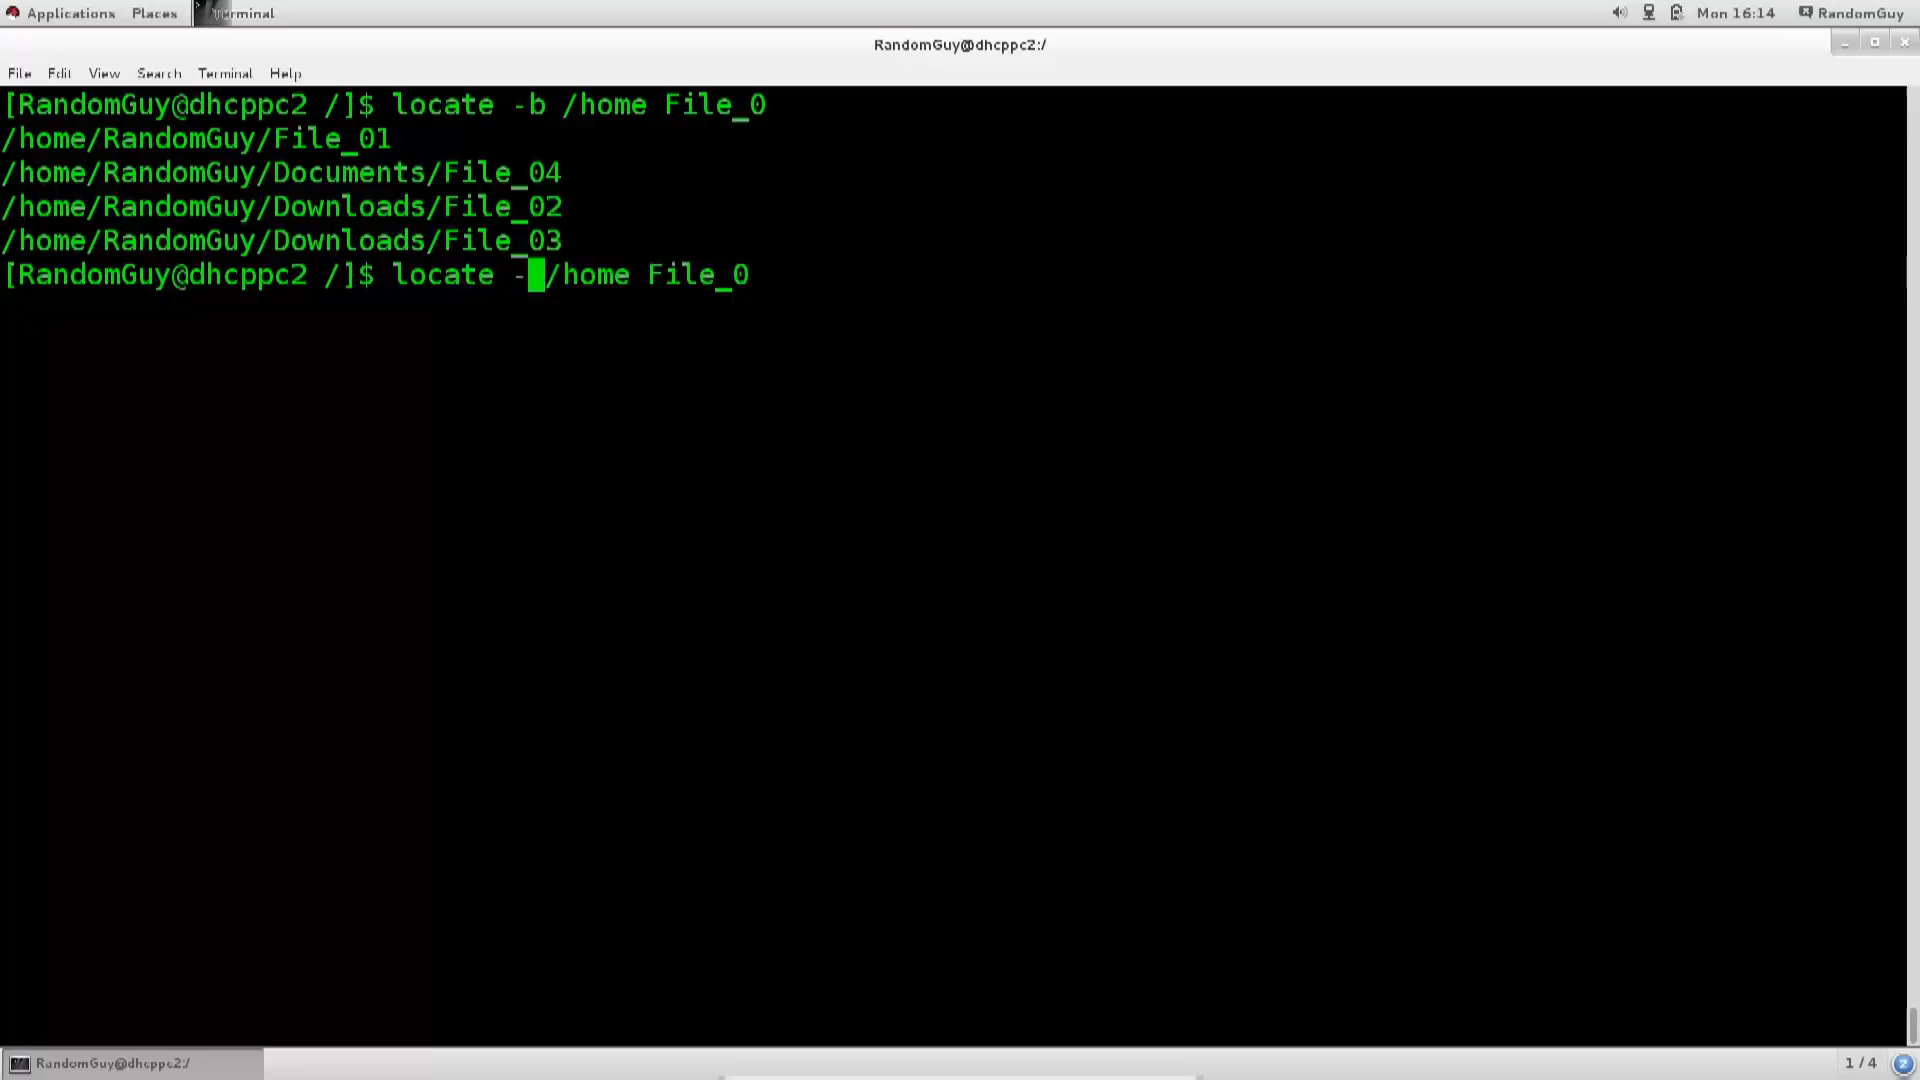 Applications Places Terminal Mon 16:14 RandomGuy
RandomGuy@dhcppc2:/
File Edit View Search Terminal Help
[RandomGuy@dhcppc2 /]$ locate -b /home File_0
/home/RandomGuy/File_01
/home/RandomGuy/Documents/File_04
/home/RandomGuy/Downloads/File_02
/home/RandomGuy/Downloads/File_03
[RandomGuy@dhcppc2 /]$ locate - /home File_0
RandomGuy@dhcppc2:/ 1 / 4 2